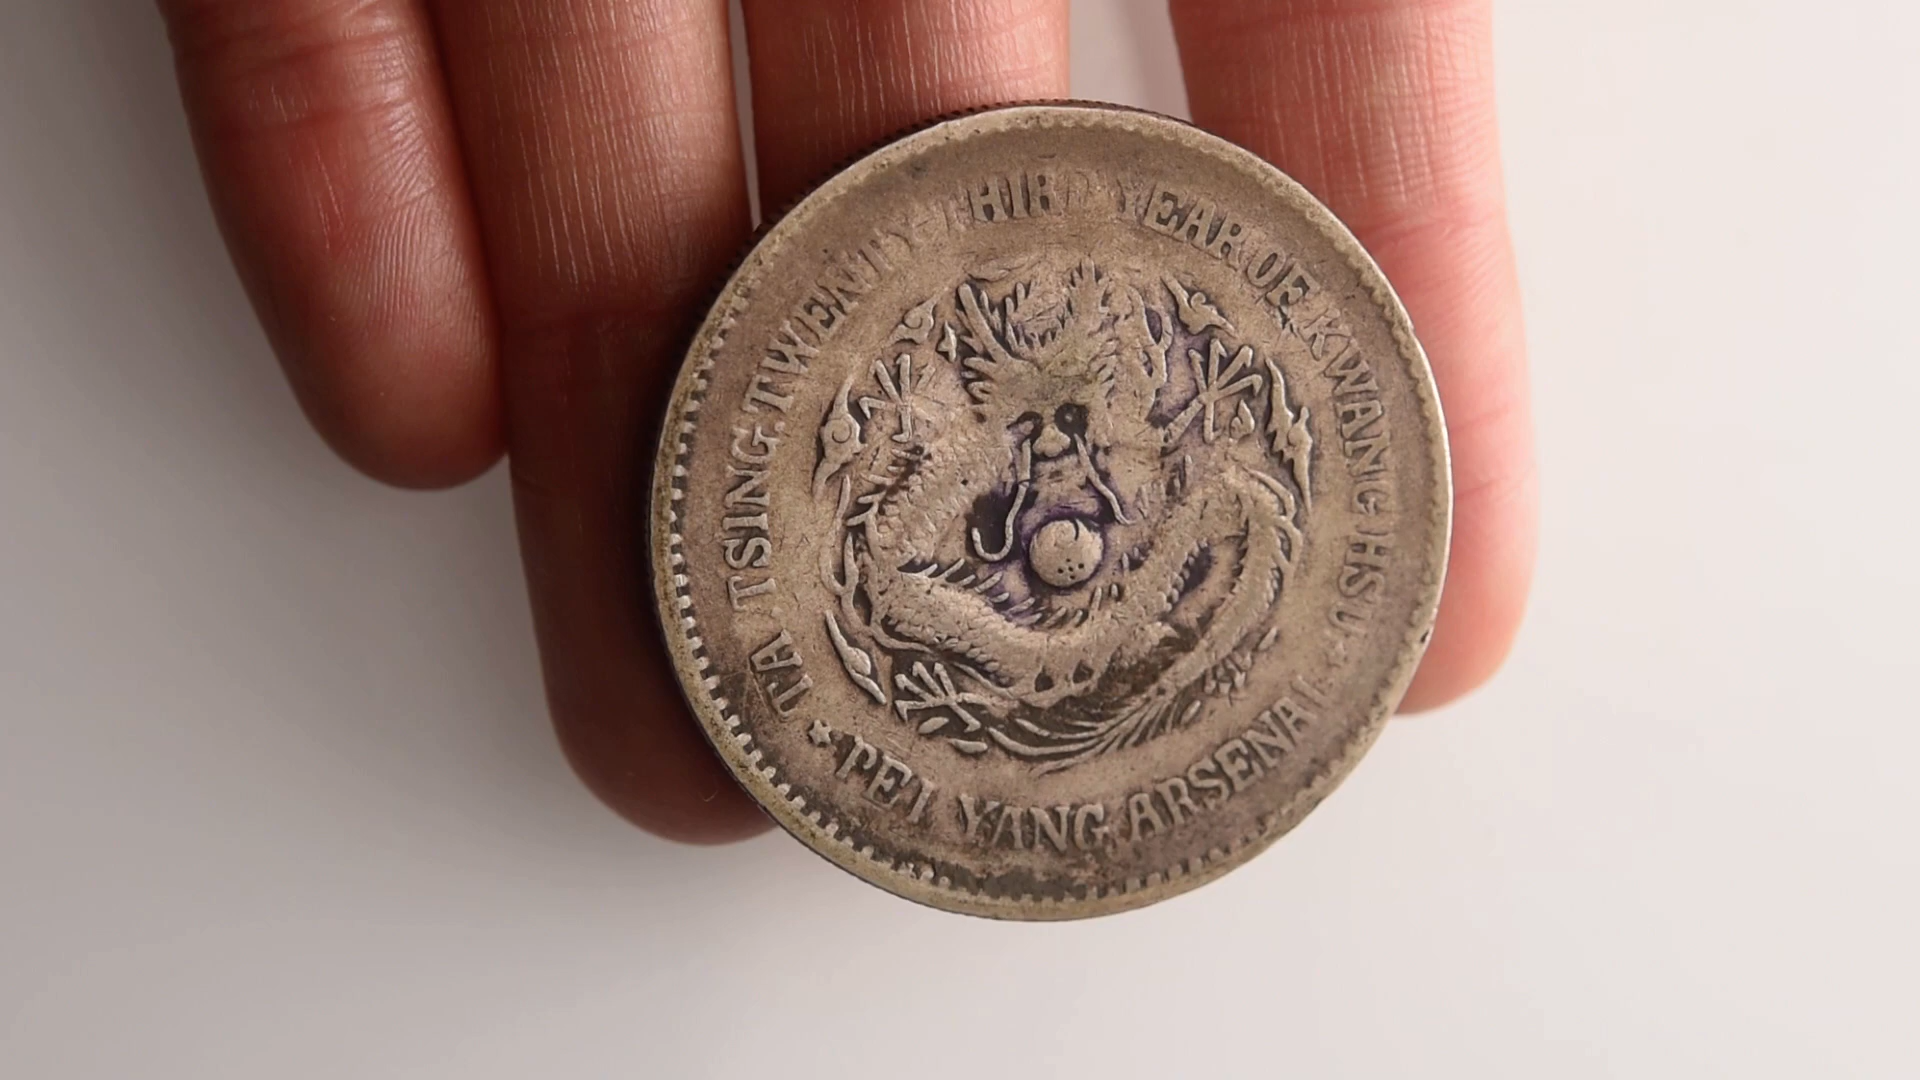 TA TSING TWENTY-THIRD YEAR OF KWANG HSU
PEI YANG ARSENAL